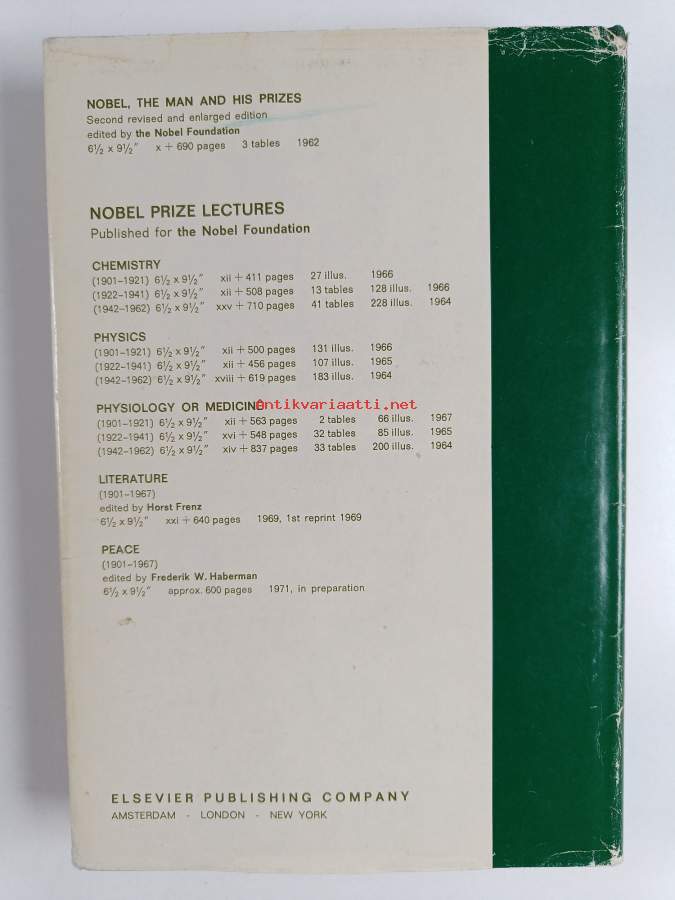 NOBEL, THE MAN AND HIS PRIZES
Second revised and enlarged edition
edited by the Nobel Foundation
6½ x 9½″ x + 690 pages 3 tables 1962
NOBEL PRIZE LECTURES
Published for the Nobel Foundation
CHEMISTRY
(1901–1921) 6½ x 9½″ xii + 411 pages 27 illus. 1966
(1922–1941) 6½ x 9½″ xii + 508 pages 13 tables 128 illus. 1966
(1942–1962) 6½ x 9½″ xxv + 710 pages 41 tables 228 illus. 1964
PHYSICS
(1901–1921) 6½ x 9½″ xii + 500 pages 131 illus. 1966
(1922–1941) 6½ x 9½″ xii + 456 pages 107 illus. 1965
(1942–1962) 6½ x 9½″ xviii + 619 pages 183 illus. 1964
Antikvariaatti.net
PHYSIOLOGY OR MEDICINE
(1901–1921) 6½ x 9½″ xii + 563 pages 2 tables 66 illus. 1967
(1922–1941) 6½ x 9½″ xvi + 548 pages 32 tables 85 illus. 1965
(1942–1962) 6½ x 9½″ xiv + 837 pages 33 tables 200 illus. 1964
LITERATURE
(1901–1967)
edited by Horst Frenz
6½ x 9½″ xxi + 640 pages 1969, 1st reprint 1969
PEACE
(1901–1967)
edited by Frederik W. Haberman
6½ x 9½″ approx. 600 pages 1971, in preparation
ELSEVIER PUBLISHING COMPANY
AMSTERDAM - LONDON - NEW YORK